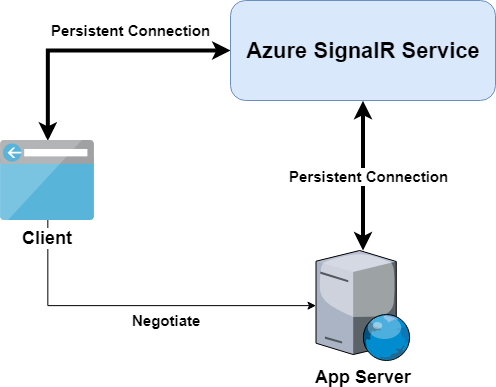 Persistent Connection
Azure SignalR Service
Persistent Connection
Client
Negotiate
App Server